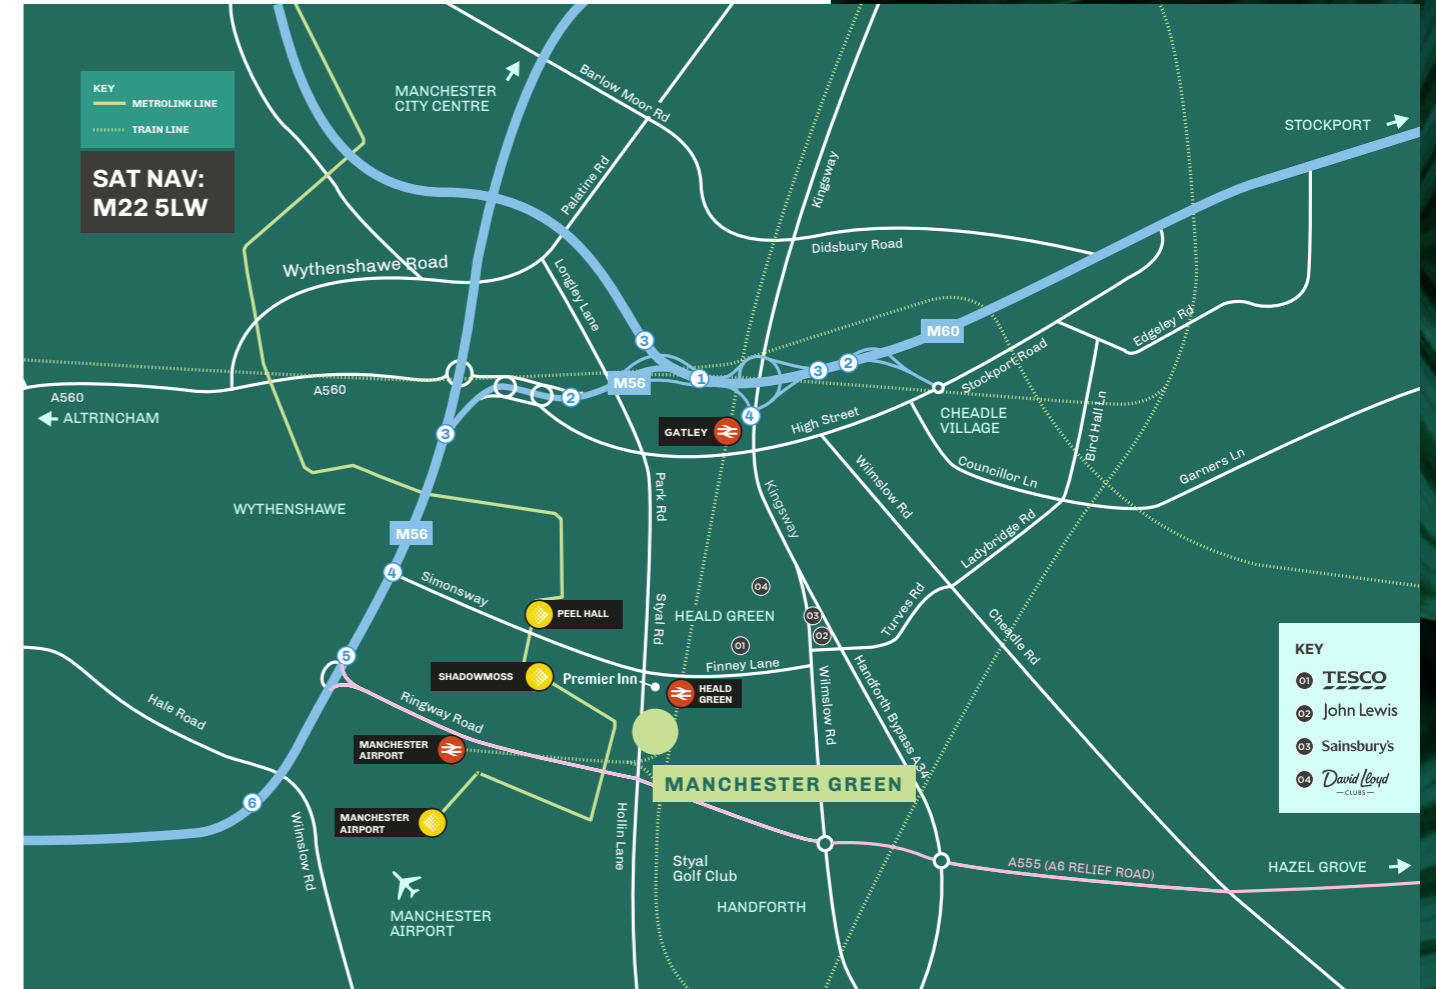 KEY
METROLINK LINE
TRAIN LINE
SAT NAV:
M22 5LW
MANCHESTER
CITY CENTRE
Barlow Moor Rd
Palatine Rd
Kingsway
STOCKPORT
Didsbury Road
Wythenshawe Road
Longley Lane
3
M60
Edgeley Rd
Stockport Road
A560
A560
ALTRINCHAM
2
M56
1
3
2
4
GATLEY
High Street
CHEADLE
VILLAGE
Bird Hall Ln
3
Councillor Ln
Garners Ln
WYTHENSHAWE
Park Rd
Kingsway
Wilmslow Rd
M56
Ladybridge Rd
4
Simonsway
PEEL HALL
Styal Rd
HEALD GREEN
04
03
02
01
Turves Rd
Cheadle Rd
5
SHADOWMOSS
Premier Inn
Finney Lane
HEALD
GREEN
Wilmslow Rd
Handforth Bypass A34
Hale Road
Ringway Road
MANCHESTER
AIRPORT
MANCHESTER GREEN
6
MANCHESTER
AIRPORT
Wilmslow Rd
Hollin Lane
Styal
Golf Club
A555 (A6 RELIEF ROAD)
HAZEL GROVE
HANDFORTH
MANCHESTER
AIRPORT
KEY
01 TESCO
02 John Lewis
03 Sainsbury's
04 David Lloyd
CLUBS